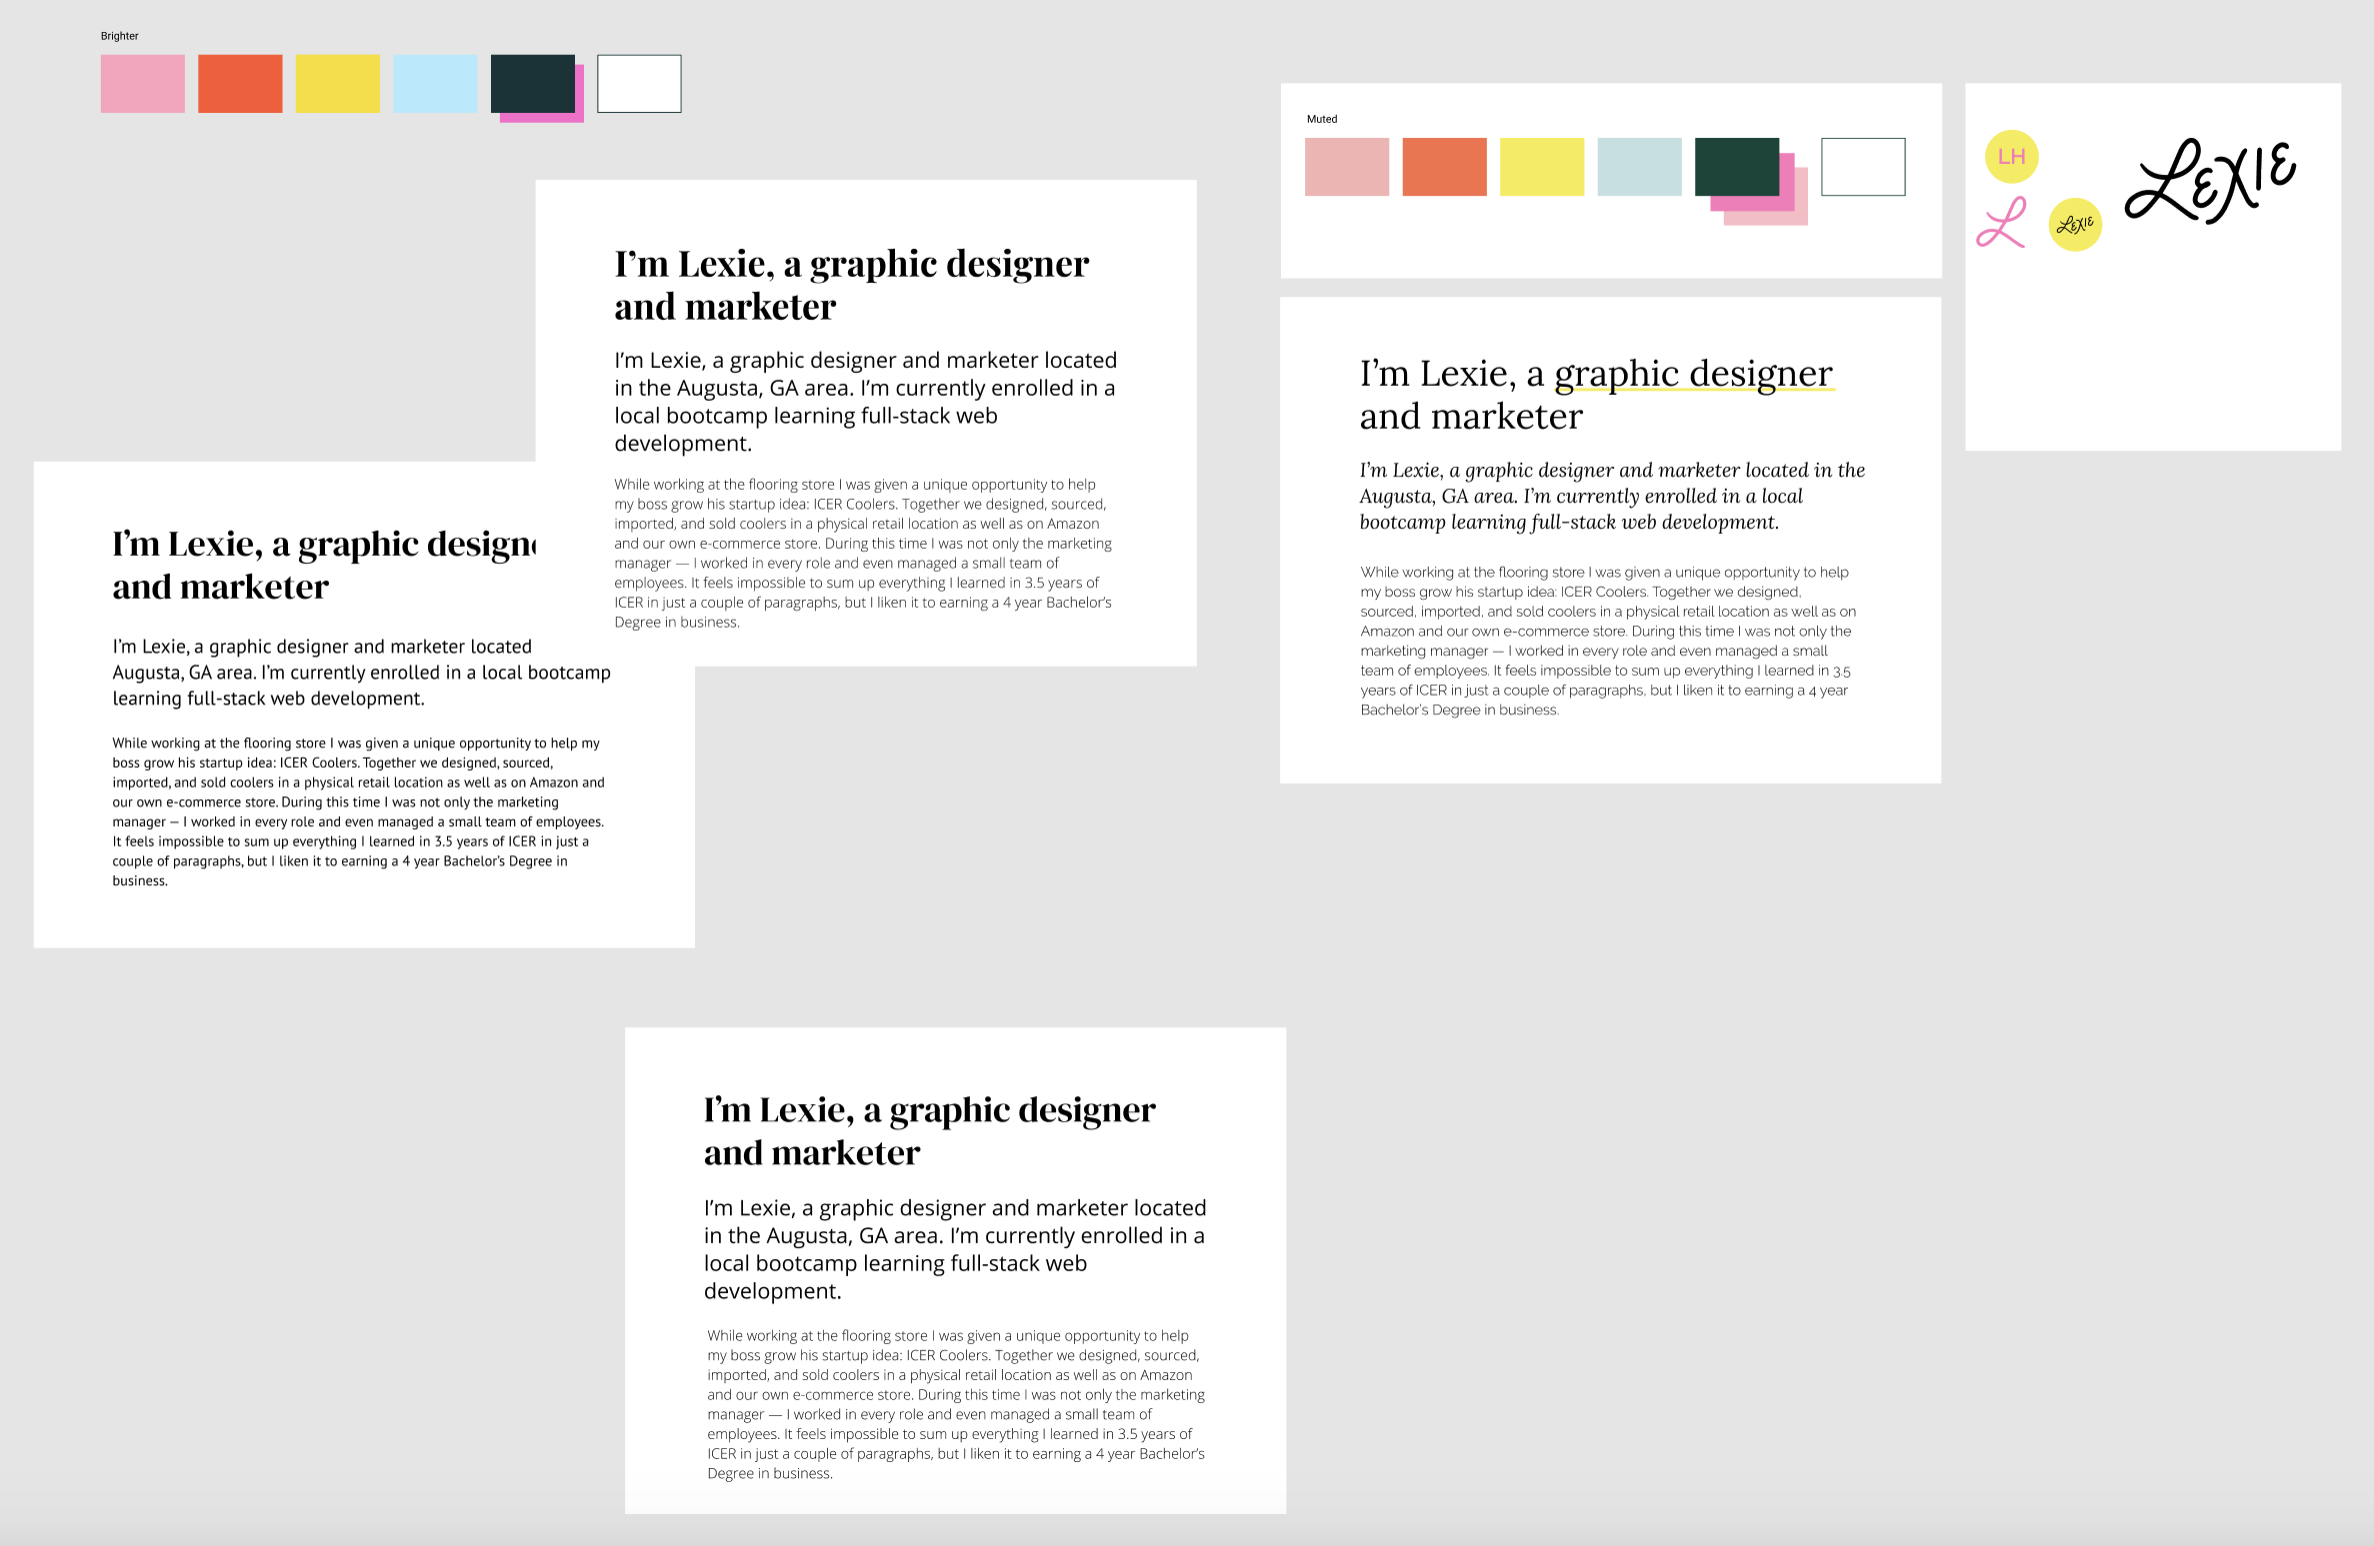 Brighter
I'm Lexie, a graphic designer
and marketer
I'm Lexie, a graphic designer and marketer located
in the Augusta, GA area. I'm currently enrolled in a
local bootcamp learning full-stack web
development.
While working at the flooring store I was given a unique opportunity to help
my boss grow his startup idea: ICER Coolers. Together we designed, sourced,
imported, and sold coolers in a physical retail location as well as on Amazon
and our own e-commerce store. During this time I was not only the marketing
manager — I worked in every role and even managed a small team of
employees. It feels impossible to sum up everything I learned in 3.5 years of
ICER in just a couple of paragraphs, but I liken it to earning a 4 year Bachelor's
Degree in business.
I'm Lexie, a graphic design
and marketer
I'm Lexie, a graphic designer and marketer located
Augusta, GA area. I'm currently enrolled in a local bootcamp
learning full-stack web development.
While working at the flooring store I was given a unique opportunity to help my
boss grow his startup idea: ICER Coolers. Together we designed, sourced,
imported, and sold coolers in a physical retail location as well as on Amazon and
our own e-commerce store. During this time I was not only the marketing
manager — I worked in every role and even managed a small team of employees.
It feels impossible to sum up everything I learned in 3.5 years of ICER in just a
couple of paragraphs, but I liken it to earning a 4 year Bachelor's Degree in
business.
Muted
I'm Lexie, a graphic designer
and marketer
I'm Lexie, a graphic designer and marketer located in the
Augusta, GA area. I'm currently enrolled in a local
bootcamp learning full-stack web development.
While working at the flooring store I was given a unique opportunity to help
my boss grow his startup idea: ICER Coolers. Together we designed,
sourced, imported, and sold coolers in a physical retail location as well as on
Amazon and our own e-commerce store. During this time I was not only the
marketing manager — I worked in every role and even managed a small
team of employees. It feels impossible to sum up everything I learned in 3.5
years of ICER in just a couple of paragraphs, but I liken it to earning a 4 year
Bachelor's Degree in business.
LH
L
LEXIE
LEXIE
I'm Lexie, a graphic designer
and marketer
I'm Lexie, a graphic designer and marketer located
in the Augusta, GA area. I'm currently enrolled in a
local bootcamp learning full-stack web
development.
While working at the flooring store I was given a unique opportunity to help
my boss grow his startup idea: ICER Coolers. Together we designed, sourced,
imported, and sold coolers in a physical retail location as well as on Amazon
and our own e-commerce store. During this time I was not only the marketing
manager — I worked in every role and even managed a small team of
employees. It feels impossible to sum up everything I learned in 3.5 years of
ICER in just a couple of paragraphs, but I liken it to earning a 4 year Bachelor's
Degree in business.